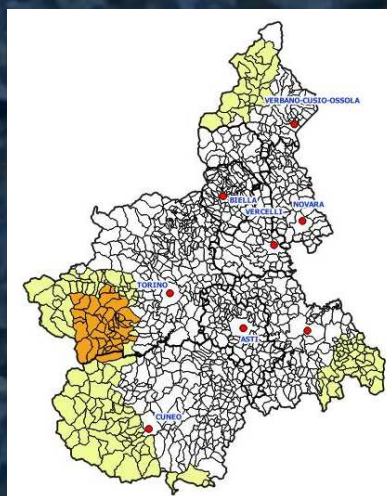 VERBANO-CUSIO-OSSOLA
BIELLA
NOVARA
VERCELLI
TORINO
ASTI
CUNEO